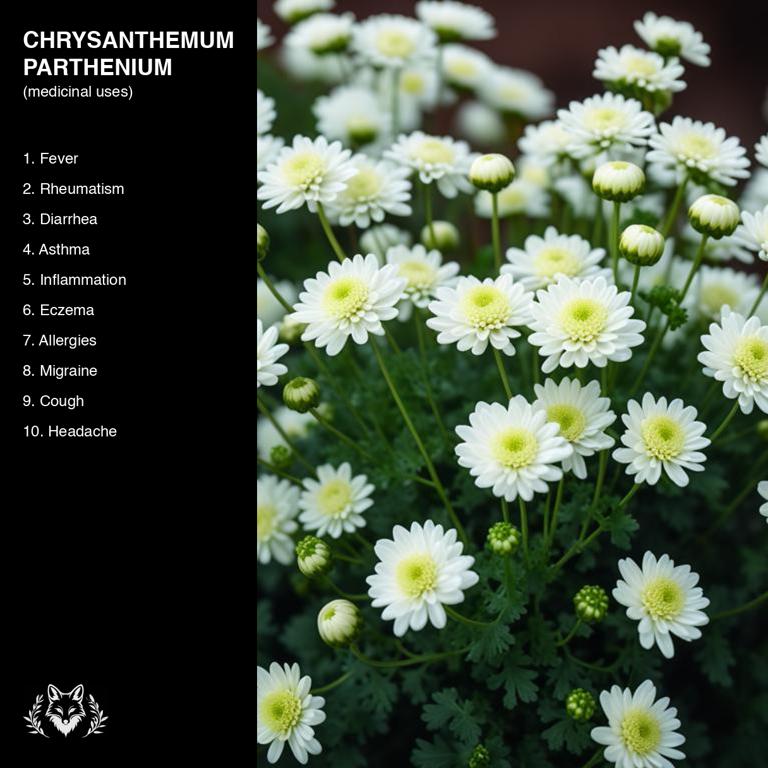 CHRYSANTHEMUM
PARTHENIUM
(medicinal uses)
1. Fever
2. Rheumatism
3. Diarrhea
4. Asthma
5. Inflammation
6. Eczema
7. Allergies
8. Migraine
9. Cough
10. Headache